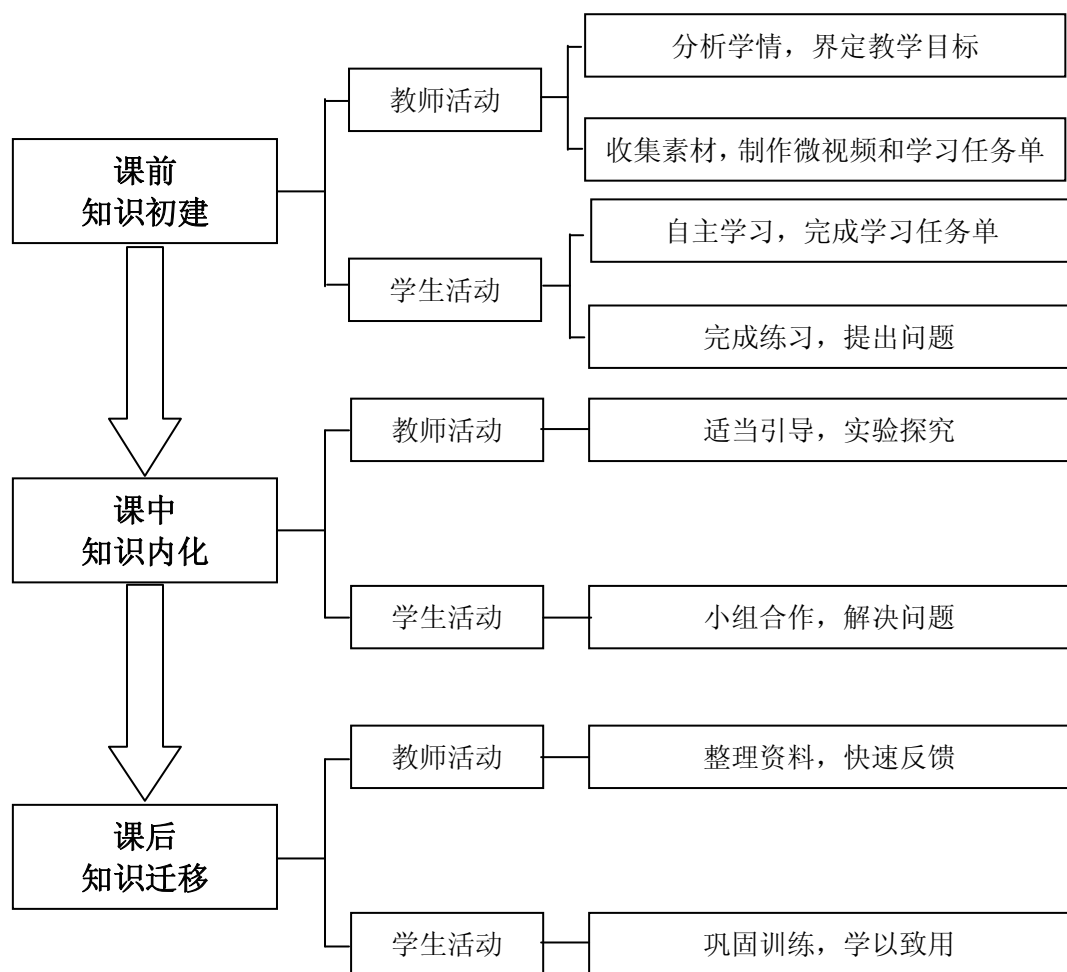 分析学情，界定教学目标
教师活动
收集素材，制作微视频和学习任务单
课前
知识初建
自主学习，完成学习任务单
学生活动
完成练习，提出问题
教师活动
适当引导，实验探究
课中
知识内化
学生活动
小组合作，解决问题
教师活动
整理资料，快速反馈
课后
知识迁移
学生活动
巩固训练，学以致用